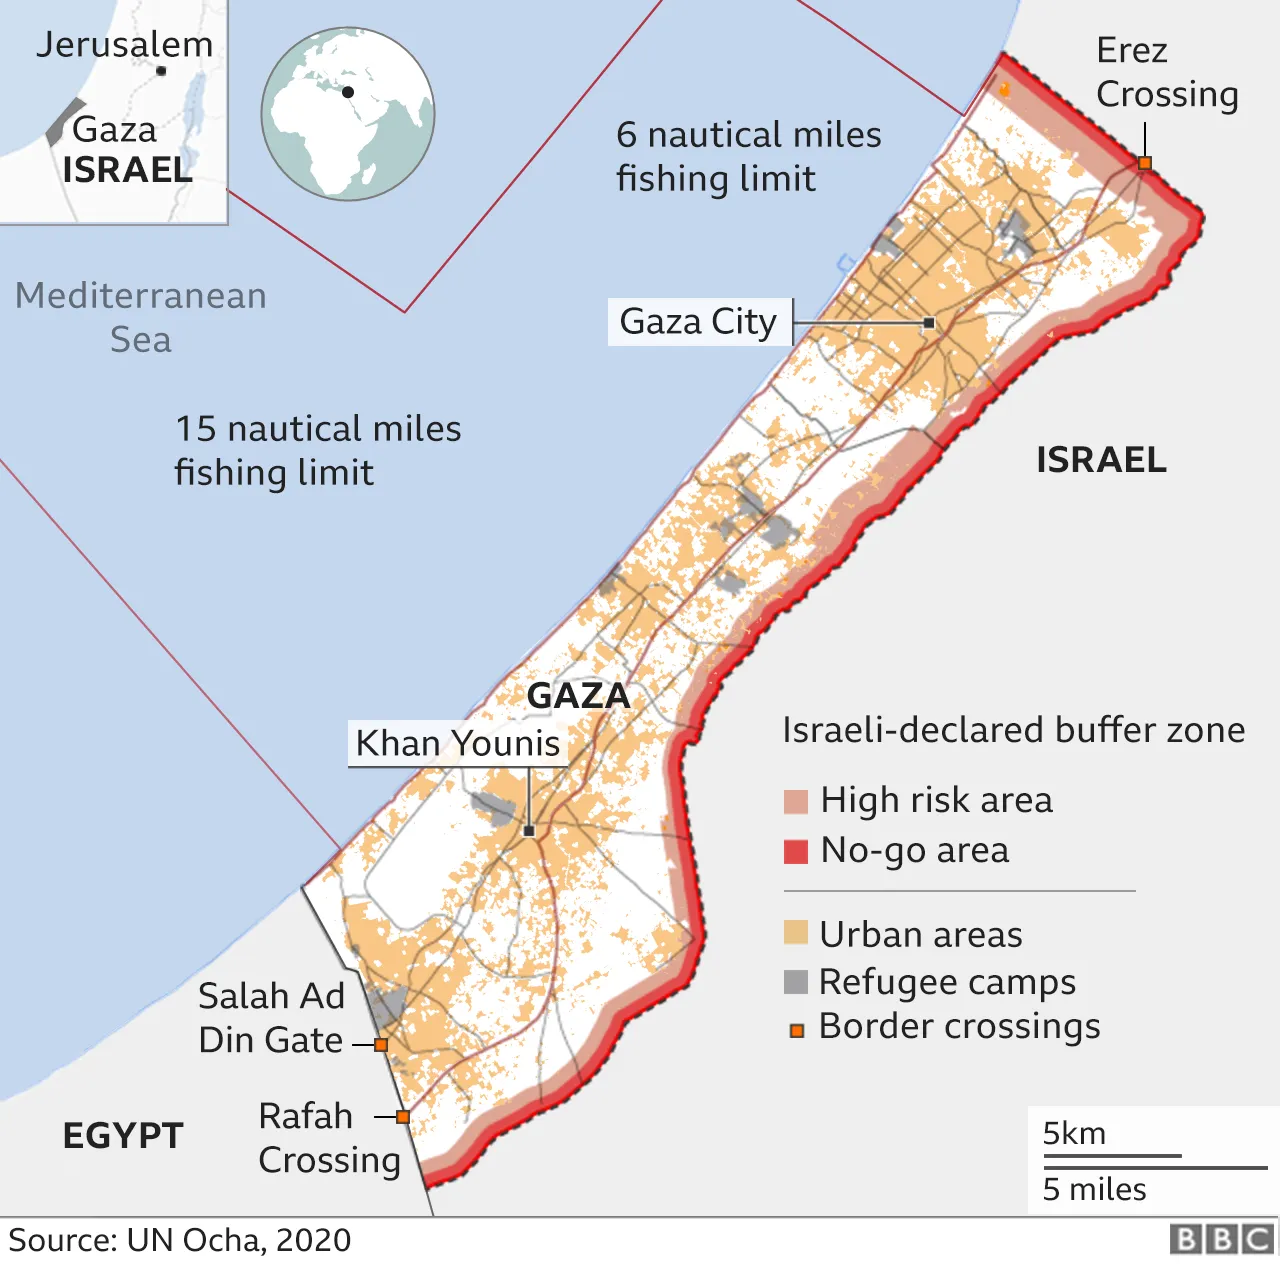 Jerusalem
Gaza
ISRAEL
Erez
Crossing
6 nautical miles
fishing limit
Mediterranean
Sea
Gaza City
15 nautical miles
fishing limit
ISRAEL
GAZA
Khan Younis
Israeli-declared buffer zone
High risk area
No-go area
Urban areas
Refugee camps
Border crossings
Salah Ad
Din Gate
Rafah
Crossing
EGYPT
5km
5 miles
Source: UN Ocha, 2020
BBC